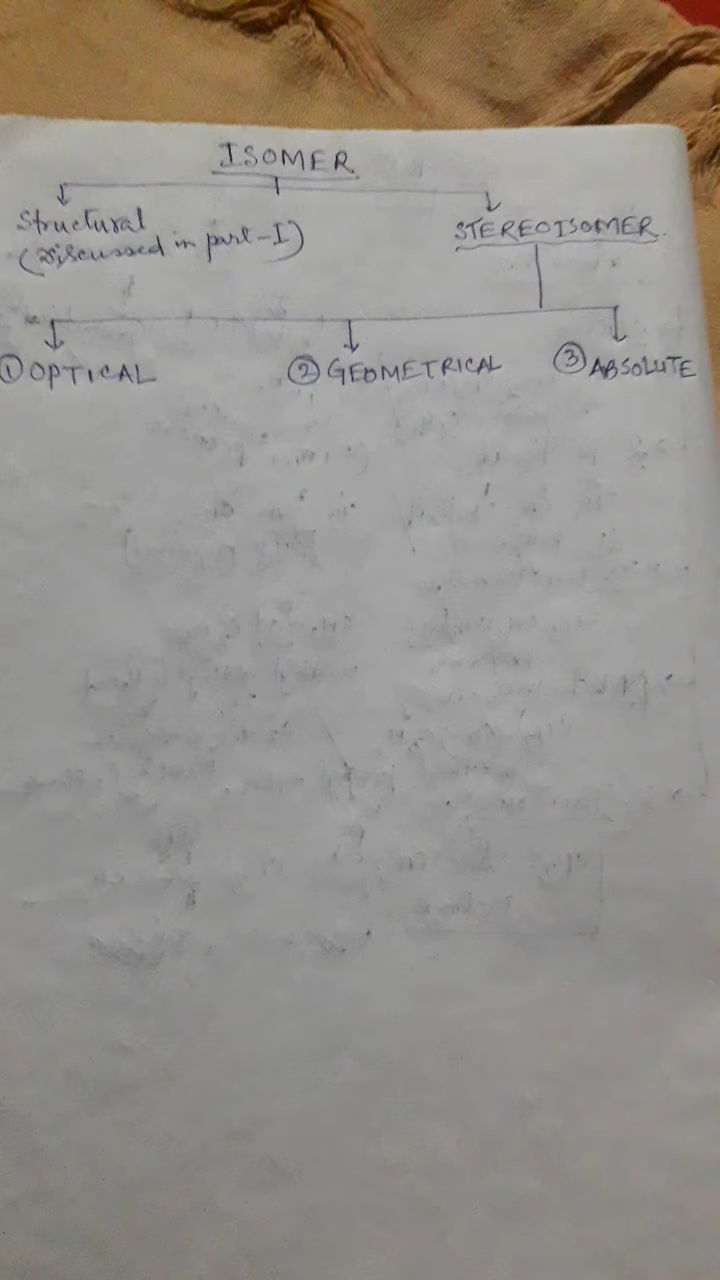 ISOMER
Structural
(Discussed in part-I)
STEREOISOMER.
① OPTICAL
② GEOMETRICAL
③ ABSOLUTE